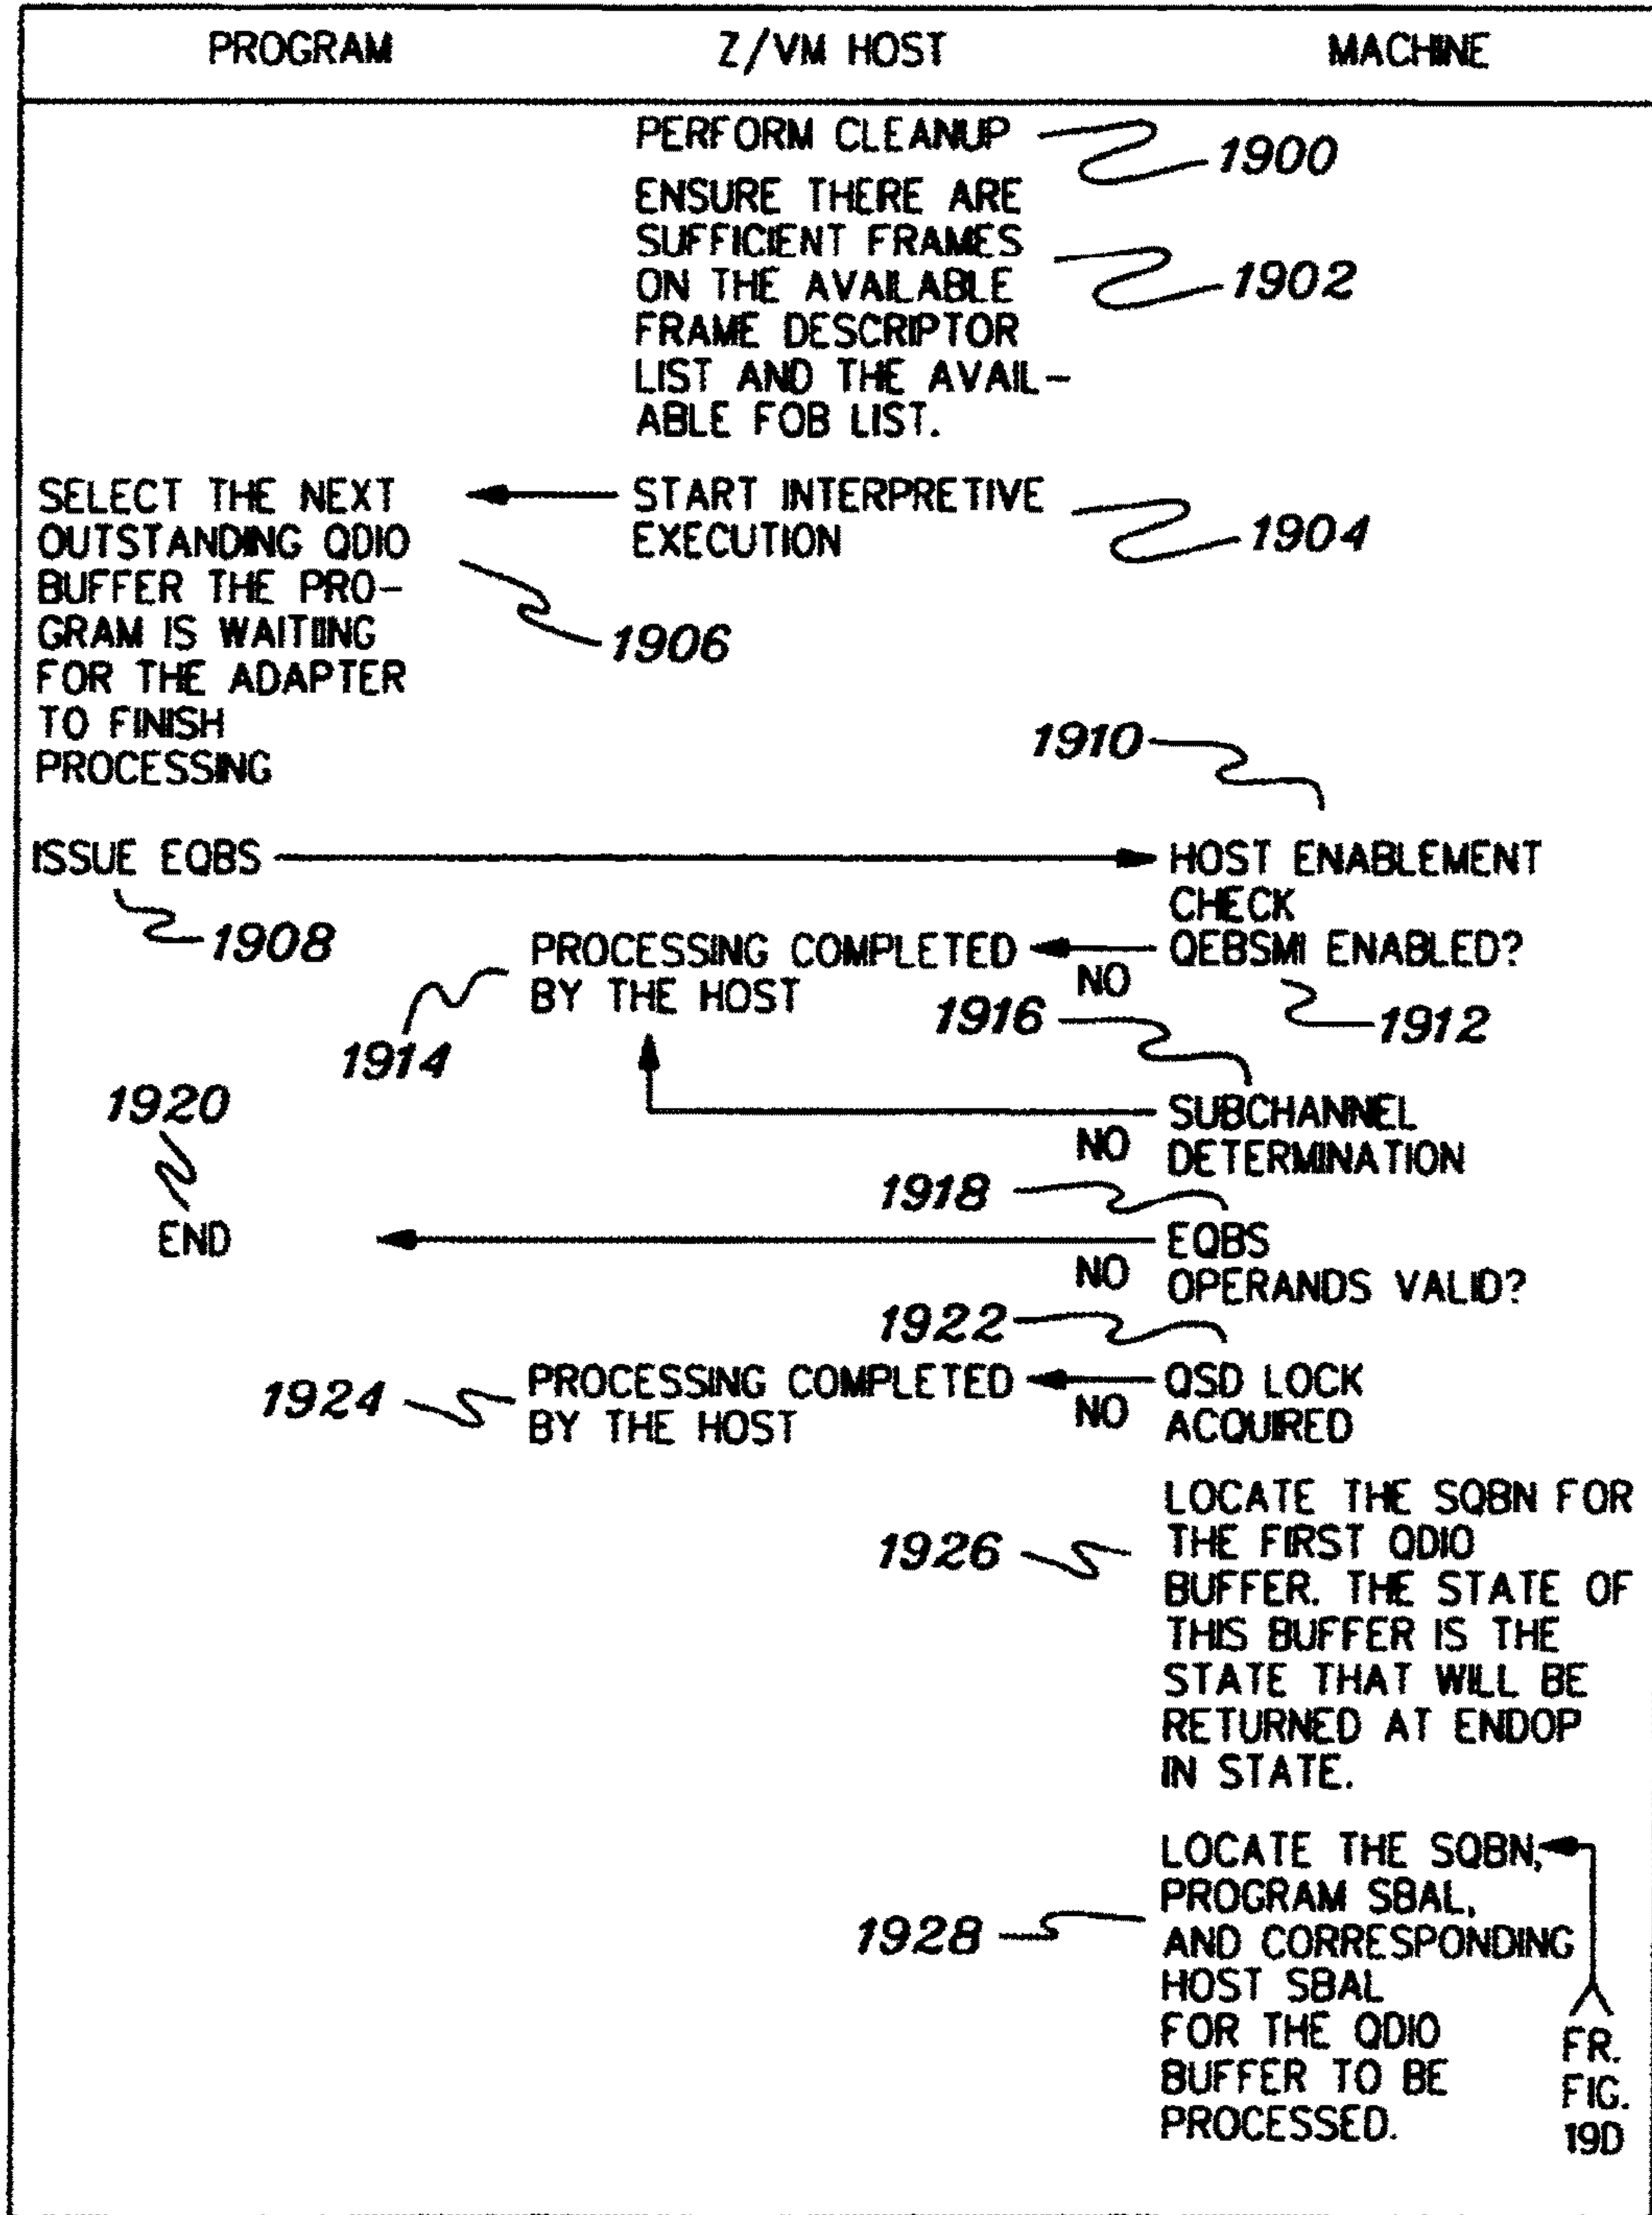 PROGRAM Z/VM HOST MACHINE
PERFORM CLEANUP
1900
ENSURE THERE ARE
SUFFICIENT FRAMES
ON THE AVAILABLE
1902
FRAME DESCRIPTOR
LIST AND THE AVAIL-
ABLE FOB LIST.
SELECT THE NEXT
OUTSTANDING QDIO
BUFFER THE PRO-
GRAM IS WAITIING
FOR THE ADAPTER
TO FINISH
PROCESSING
START INTERPRETIVE
EXECUTION
1904
1906
1910
ISSUE EQBS
1908
HOST ENABLEMENT
CHECK
QEBSMI ENABLED?
NO
PROCESSING COMPLETED
BY THE HOST
1912
1914
1916
SUBCHANNEL
DETERMINATION
NO
1920
END
1918
EQBS
OPERANDS VALID?
NO
1922
QSD LOCK
ACQUIRED
NO
PROCESSING COMPLETED
BY THE HOST
1924
LOCATE THE SQBN FOR
THE FIRST QDIO
BUFFER. THE STATE OF
THIS BUFFER IS THE
STATE THAT WILL BE
RETURNED AT ENDOP
IN STATE.
1926
LOCATE THE SQBN,
PROGRAM SBAL,
AND CORRESPONDING
HOST SBAL
FOR THE QDIO
BUFFER TO BE
PROCESSED.
1928
FR.
FIG.
19D